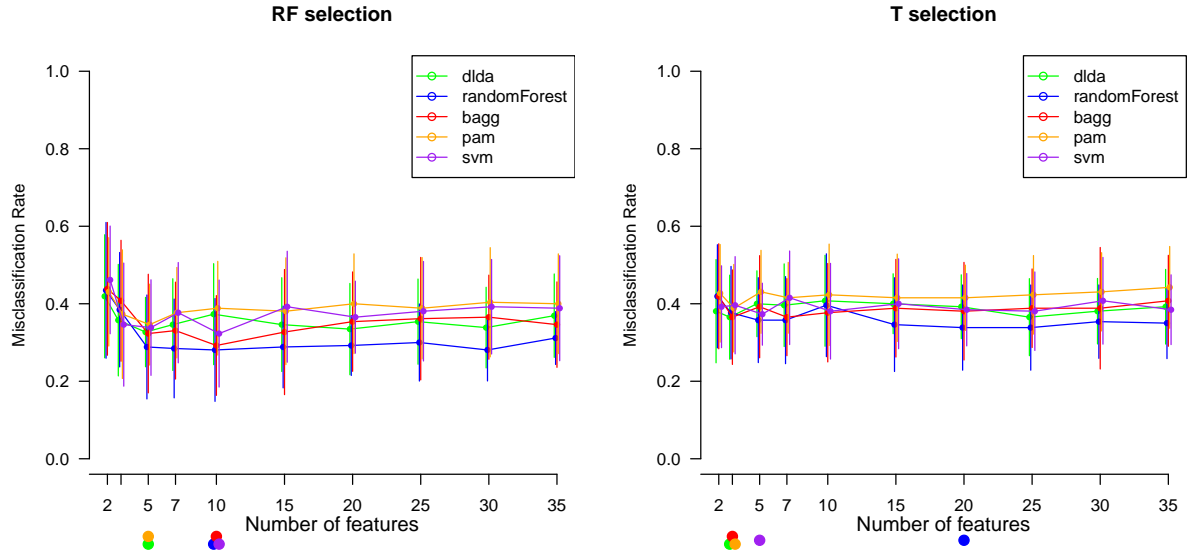 RF selection
Misclassification Rate
1.0
0.8
0.6
0.4
0.2
0.0
dlda
randomForest
bagg
pam
svm
2 5 7 10 15 20 25 30 35
Number of features
T selection
Misclassification Rate
1.0
0.8
0.6
0.4
0.2
0.0
dlda
randomForest
bagg
pam
svm
2 5 7 10 15 20 25 30 35
Number of features